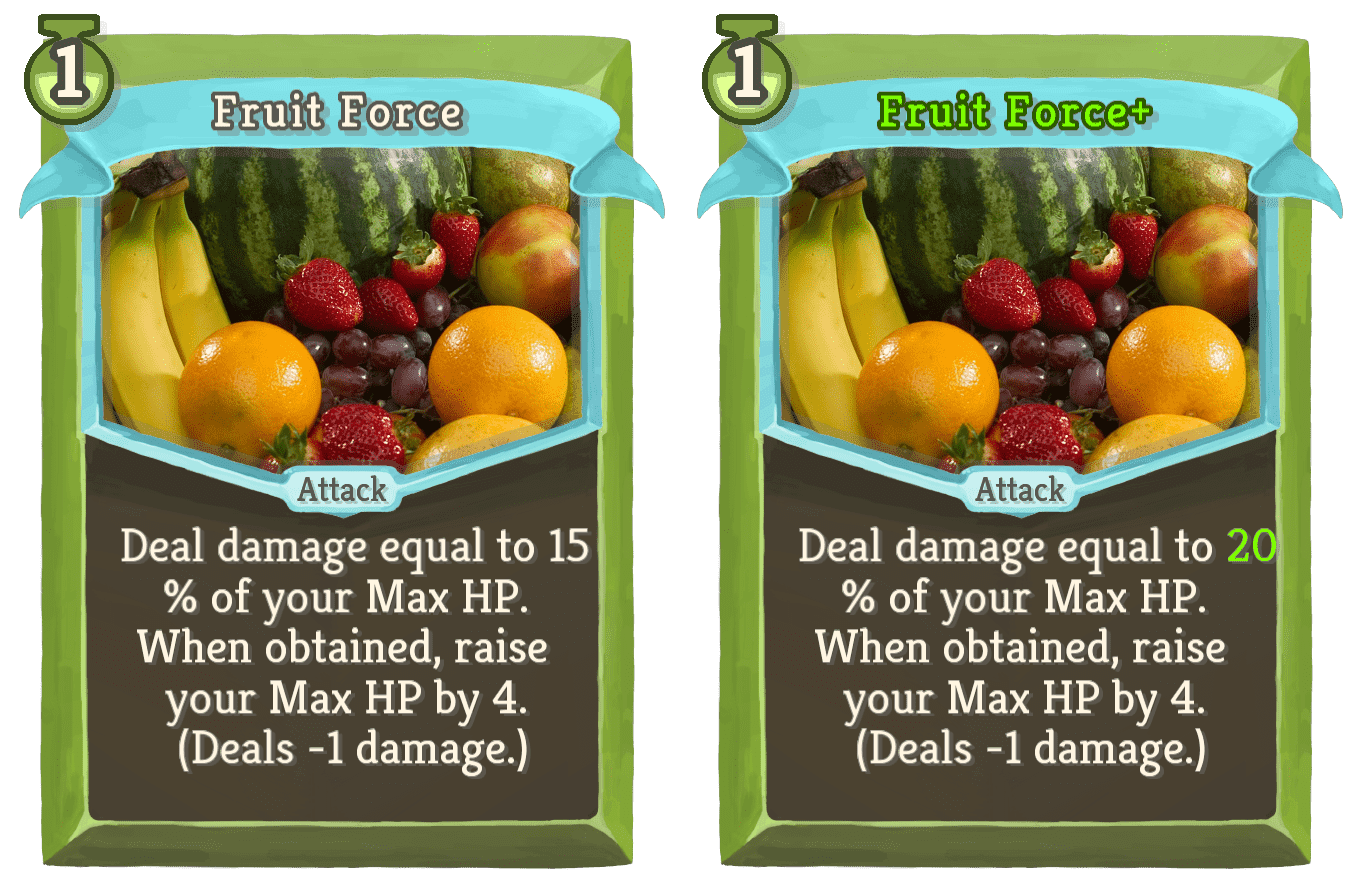 1
Fruit Force
Attack
Deal damage equal to 15
% of your Max HP.
When obtained, raise
your Max HP by 4.
(Deals -1 damage.)
1
Fruit Force+
Attack
Deal damage equal to 20
% of your Max HP.
When obtained, raise
your Max HP by 4.
(Deals -1 damage.)